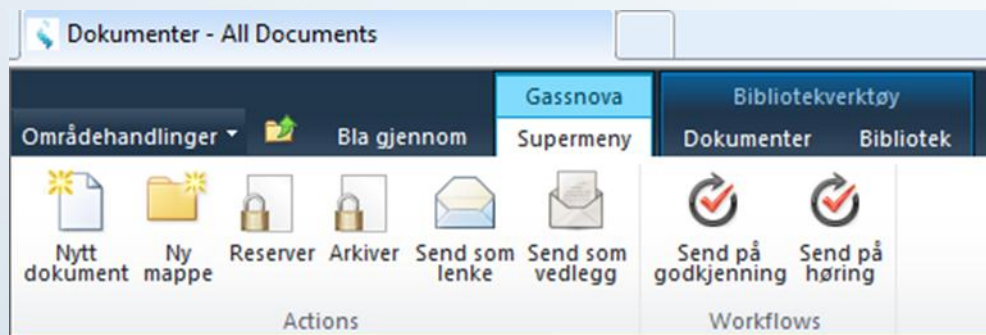 Dokumenter - All Documents
Gassnova
Bibliotekverktøy
Områdehandlinger
Bla gjennom
Supermeny
Dokumenter
Bibliotek
Nytt
dokument
Ny
mappe
Reserver
Arkiver
Send som
lenke
Send som
vedlegg
Send på
godkjenning
Send på
høring
Actions
Workflows